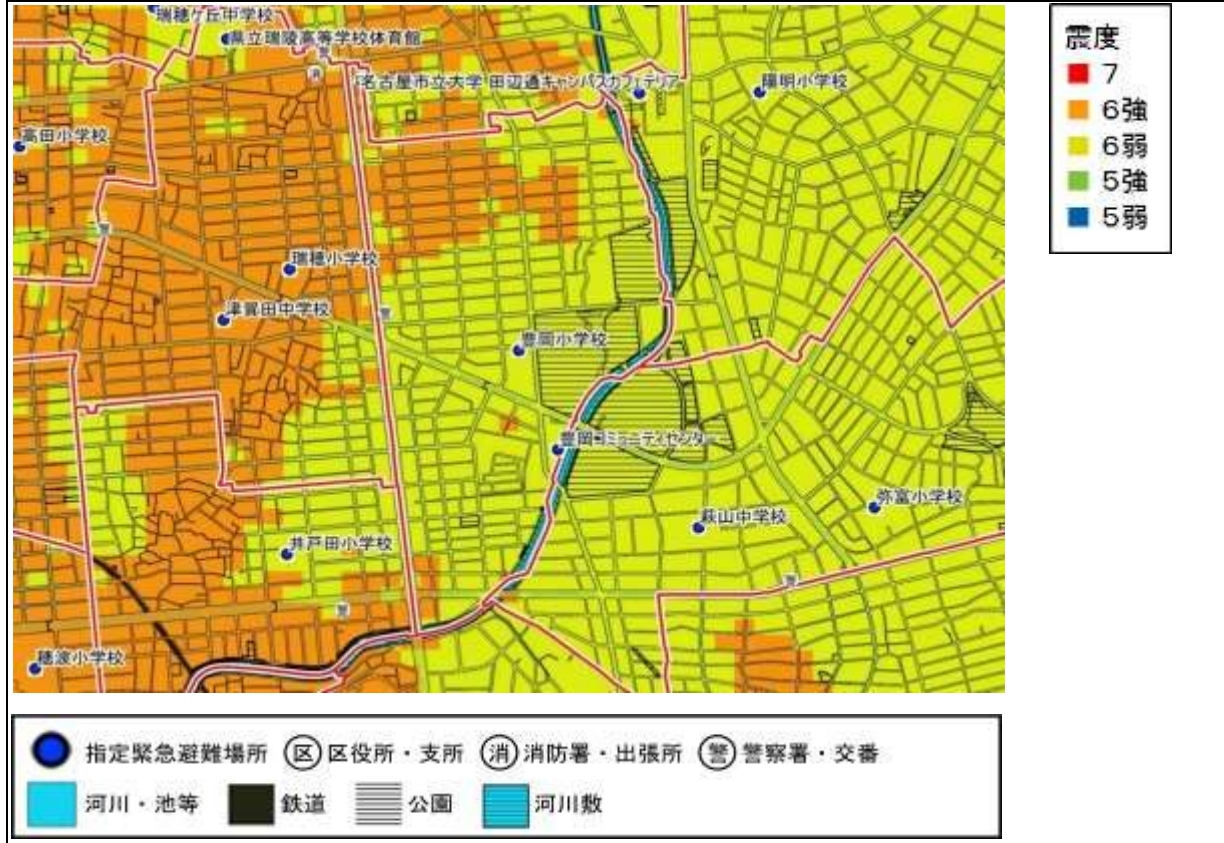 瑞穂ケ丘中学校
県立瑞陵高等学校体育館
警
消
名古屋市立大学 田辺通キャンパスカフェテリア
陽明小学校
高田小学校
警
瑞穂小学校
津賀田中学校
警
豊岡小学校
豊岡コミュニティセンター
弥富小学校
萩山中学校
井戸田小学校
警
警
穂波小学校
震度
7
6強
6弱
5強
5弱
指定緊急避難場所 区 区役所・支所 消 消防署・出張所 警 警察署・交番
河川・池等 鉄道 公園 河川敷